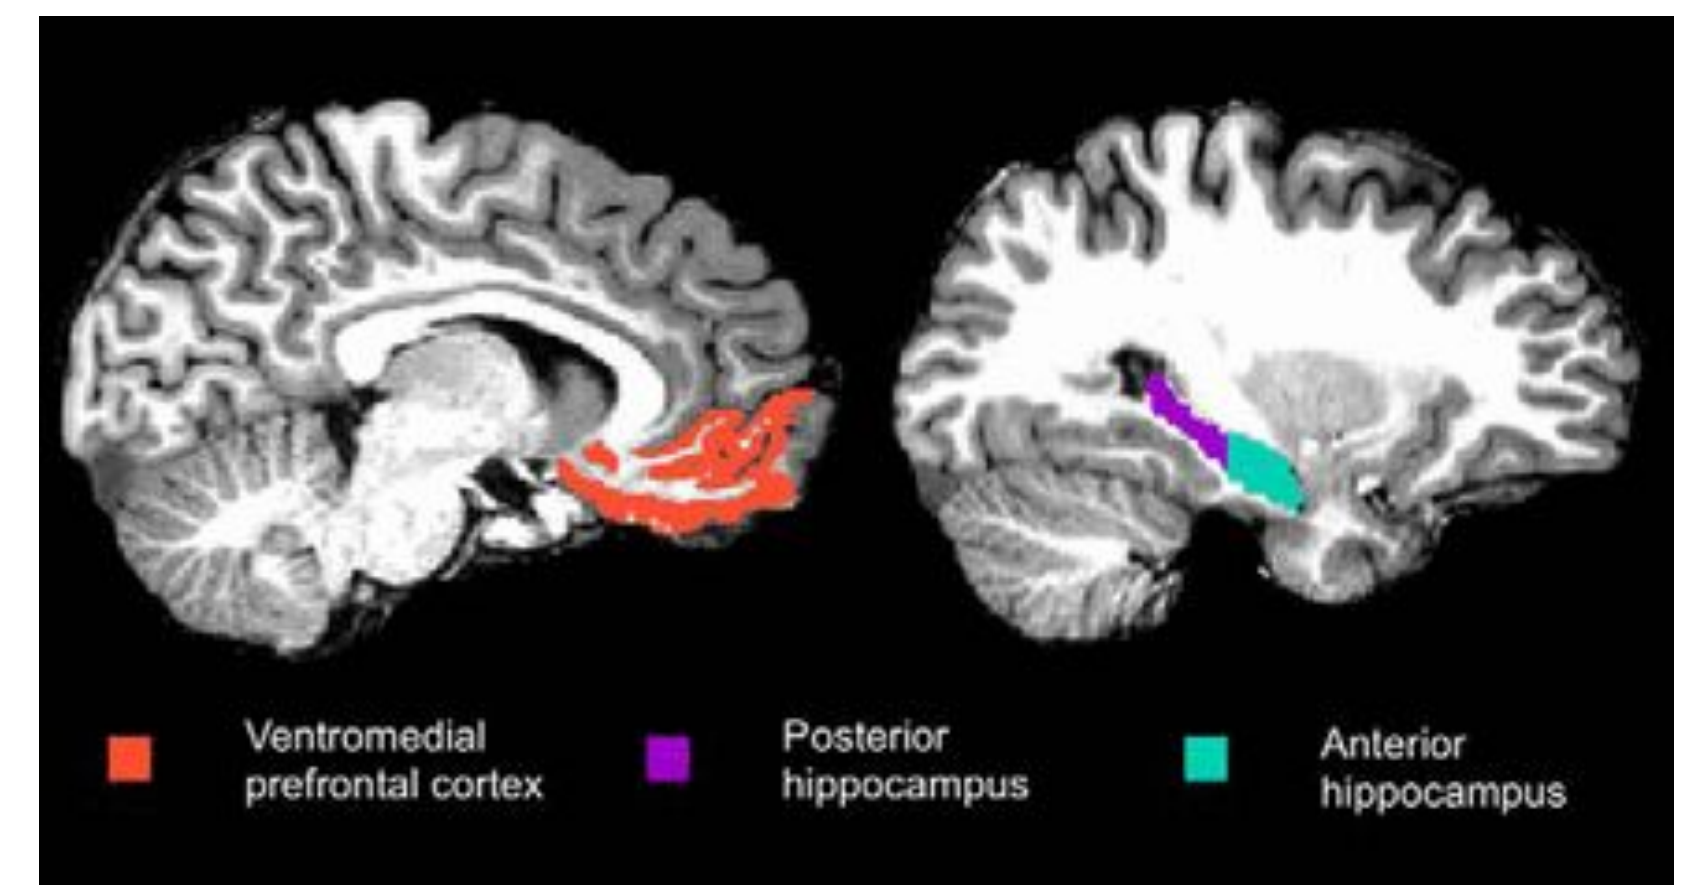 Ventromedial
prefrontal cortex
Posterior
hippocampus
Anterior
hippocampus